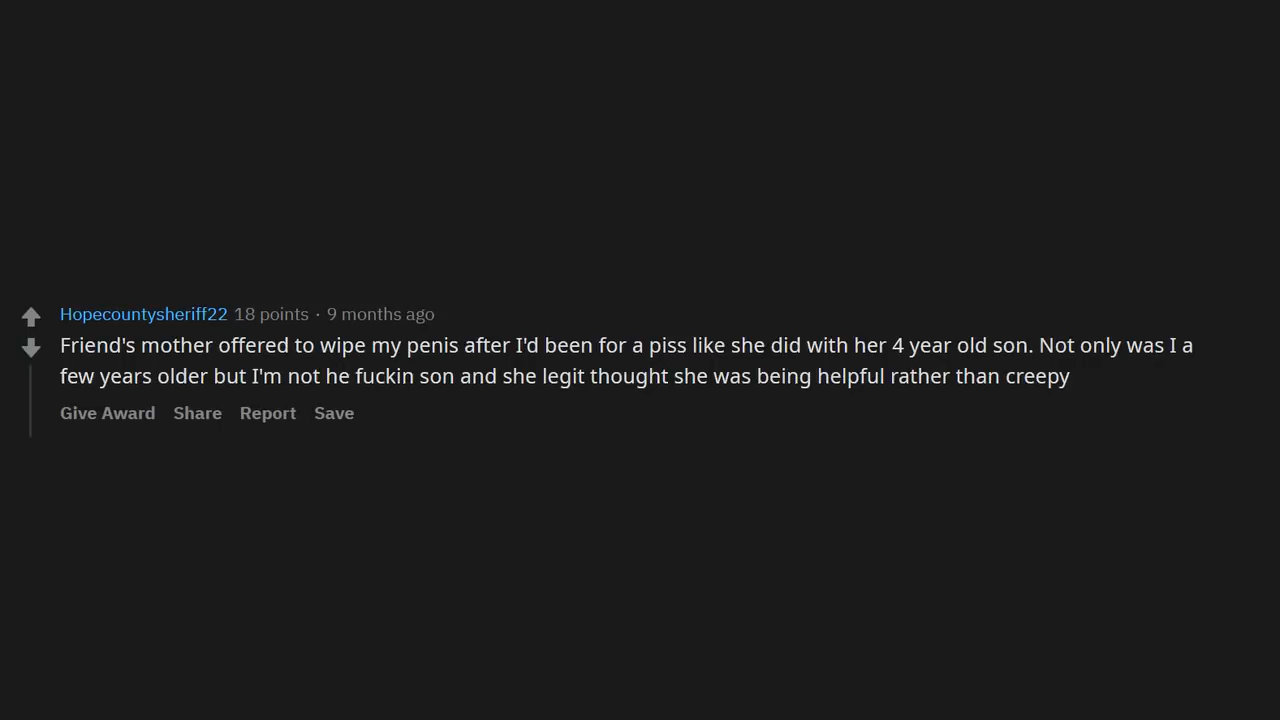 Hopecountysheriff22 18 points · 9 months ago
Friend's mother offered to wipe my penis after I'd been for a piss like she did with her 4 year old son. Not only was I a
few years older but I'm not he fuckin son and she legit thought she was being helpful rather than creepy
Give Award Share Report Save